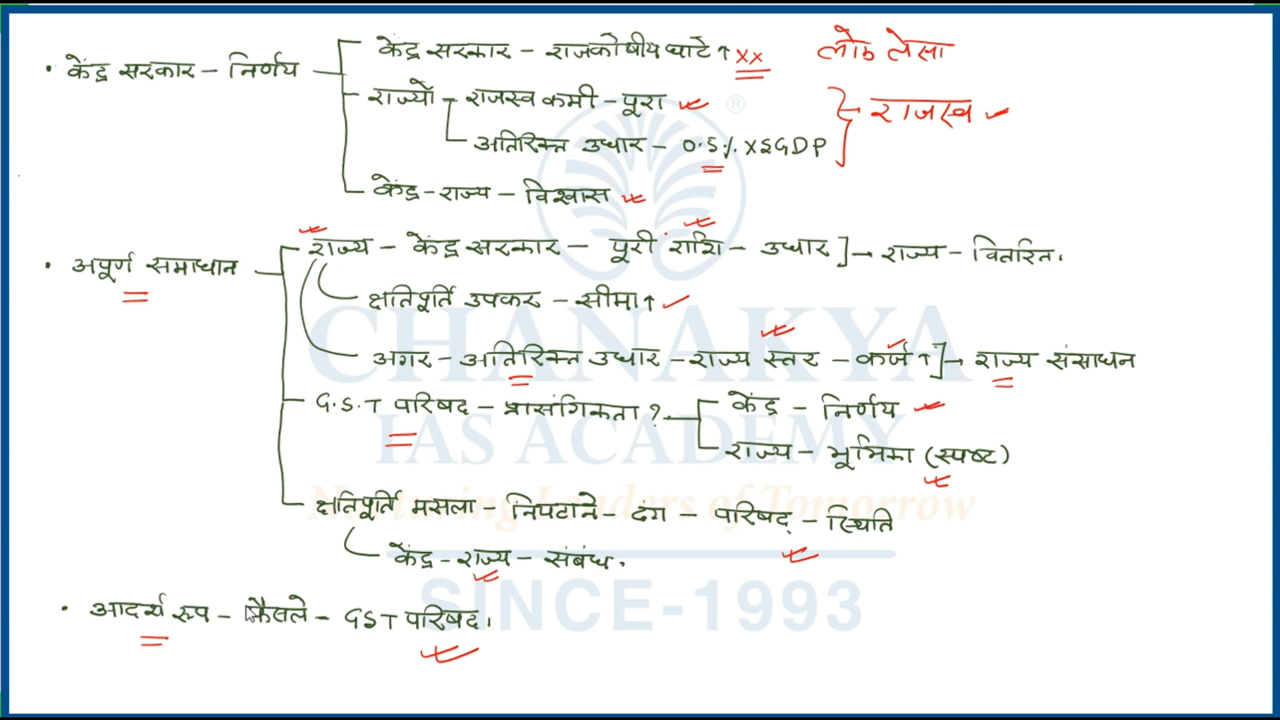 • केंद्र सरकार – निर्णय
केंद्र सरकार – राजकोषीय घाटे ↑ xx
राज्यों – राजस्व कमी – पूरा
अतिरिक्त उधार – 0.5% x SGDP
राजस्व
केंद्र – राज्य – विश्वास
• अपूर्ण समाधान
राज्य – केंद्र सरकार – पूरी राशि – उधार ] → राज्य – वितरित.
क्षतिपूर्ति उपकर – सीमा ↑
अगर – अतिरिक्त उधार – राज्य स्तर – कर्ज ↑ ] → राज्य संसाधन
G.S.T परिषद – प्रासंगिकता ?
केंद्र – निर्णय
राज्य – भूमिका (स्पष्ट)
क्षतिपूर्ति मसला – निपटाने – ढंग – परिषद् – स्थिति
केंद्र – राज्य – संबंध.
• आदर्श रूप – फैसले – GST परिषद.
CHANAKYA
IAS ACADEMY
Nurturing Leaders of Tomorrow
SINCE-1993
®